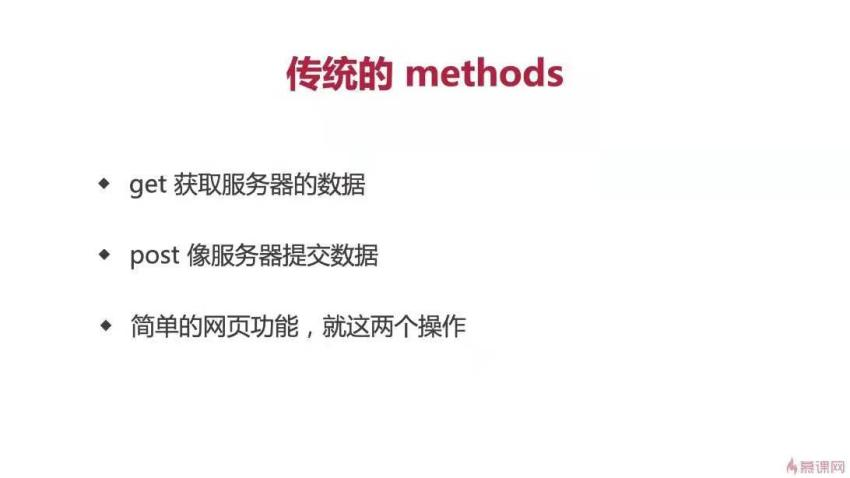 传统的 methods
get 获取服务器的数据
post 像服务器提交数据
简单的网页功能，就这两个操作
慕课网